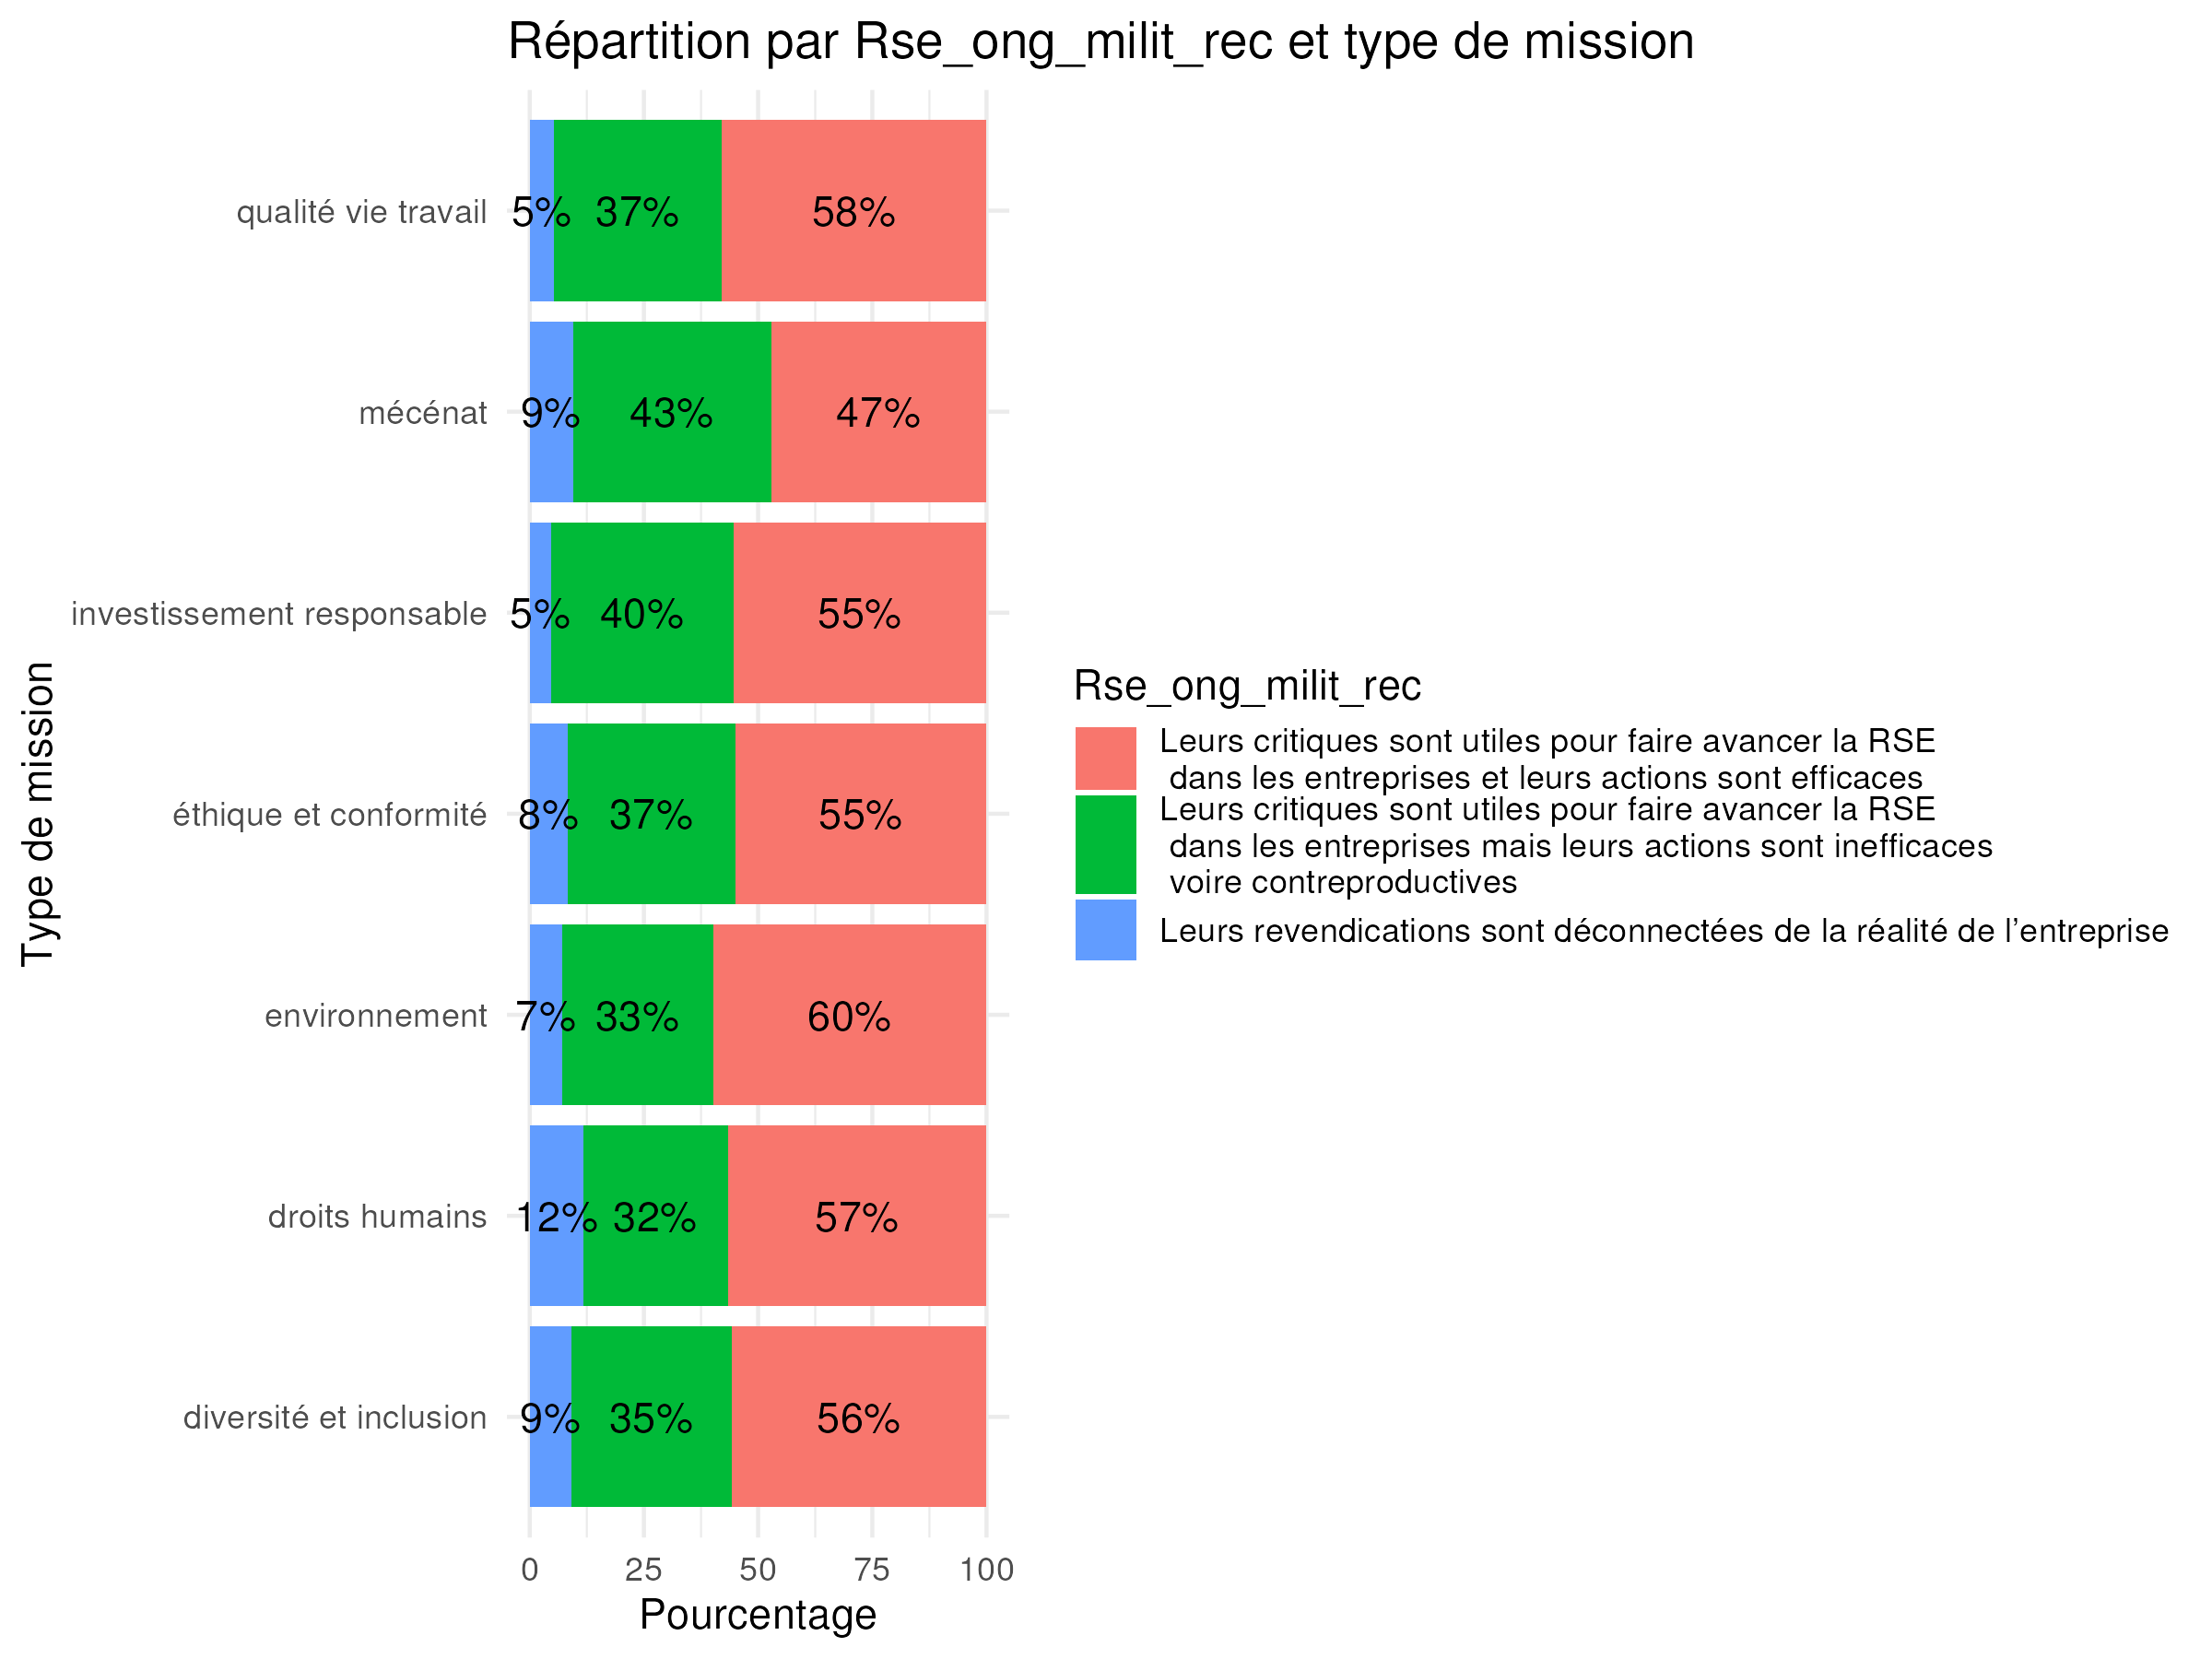 Répartition par Rse_ong_milit_rec et type de mission
Type de mission
qualité vie travail
5% 37% 58%
mécénat
9% 43% 47%
investissement responsable
5% 40% 55%
éthique et conformité
8% 37% 55%
environnement
7% 33% 60%
droits humains
12% 32% 57%
diversité et inclusion
9% 35% 56%
0 25 50 75 100
Pourcentage
Rse_ong_milit_rec
Leurs critiques sont utiles pour faire avancer la RSE
dans les entreprises et leurs actions sont efficaces
Leurs critiques sont utiles pour faire avancer la RSE
dans les entreprises mais leurs actions sont inefficaces
voire contreproductives
Leurs revendications sont déconnectées de la réalité de l’entreprise